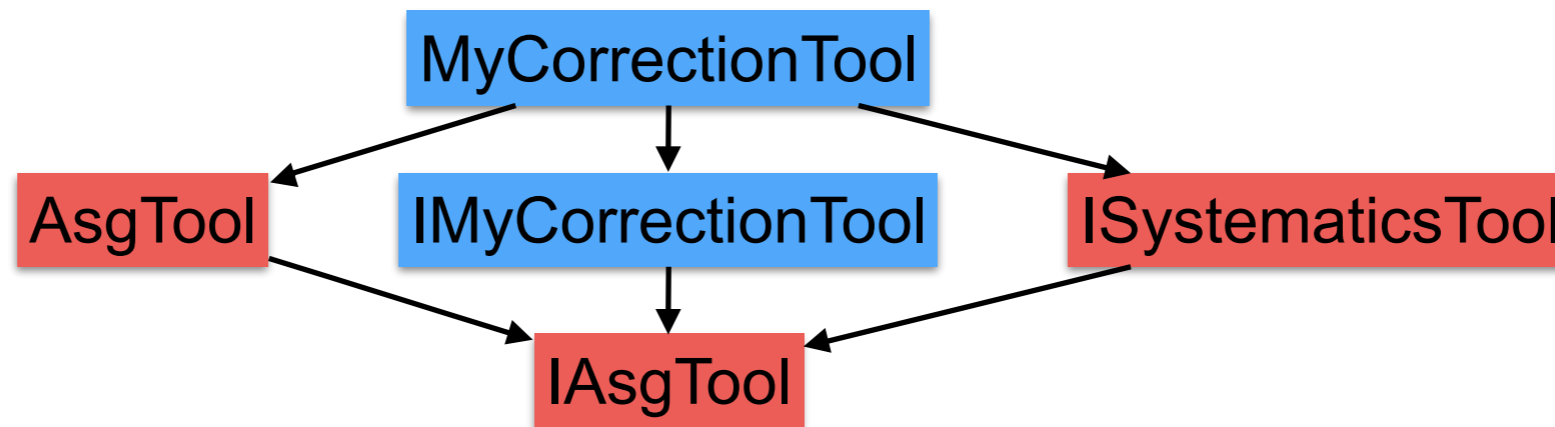 MyCorrectionTool
AsgTool
IMyCorrectionTool
ISystematicsTool
IAsgTool